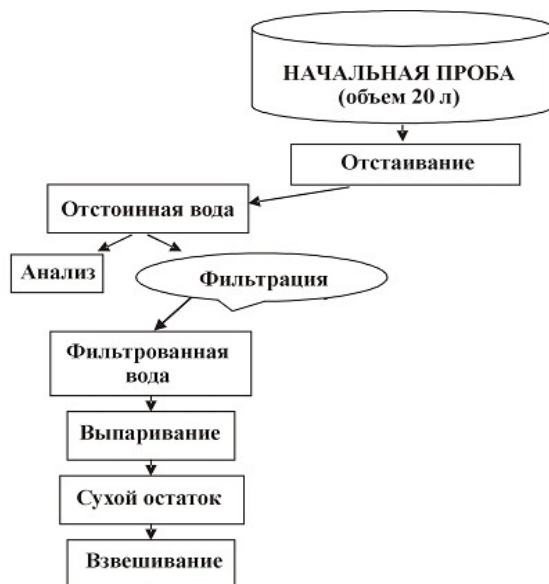 НАЧАЛЬНАЯ ПРОБА
(объем 20 л)
Отстаивание
Отстоинная вода
Анализ
Фильтрация
Фильтрованная
вода
Выпаривание
Сухой остаток
Взвешивание